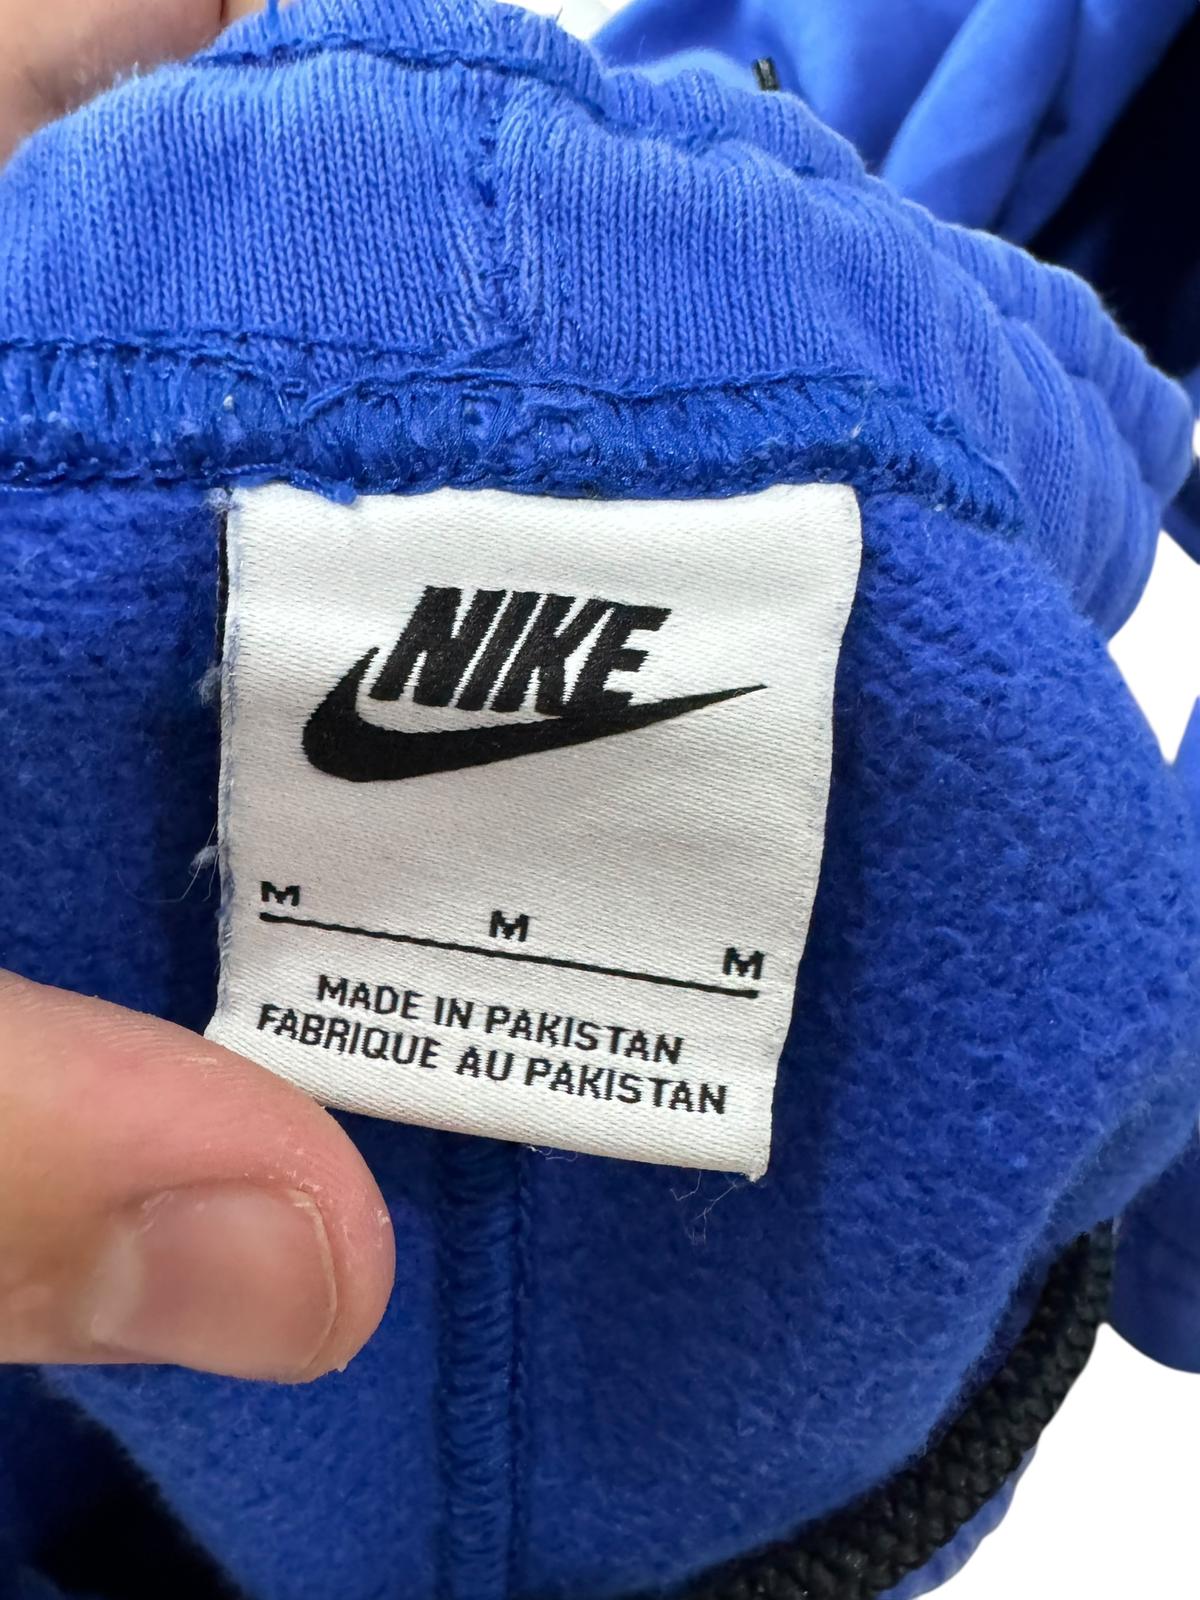 NIKE
M M M
MADE IN PAKISTAN
FABRIQUE AU PAKISTAN